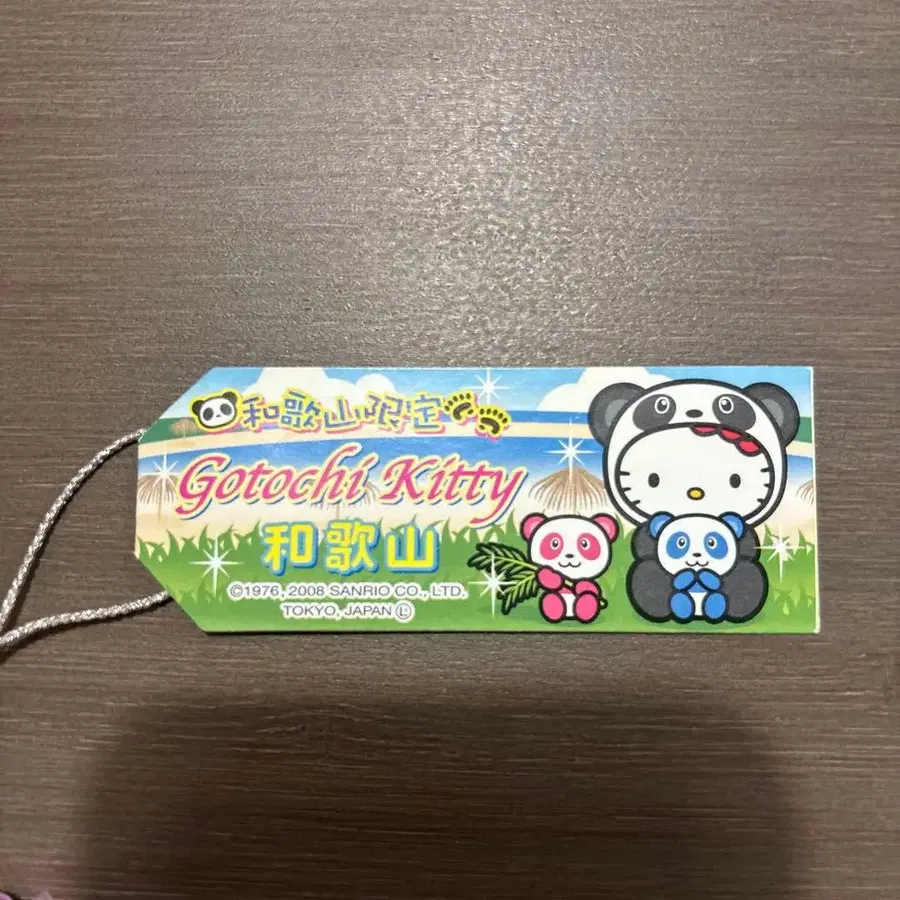 和歌山限定
Gotochi Kitty
和歌山
©1976, 2008 SANRIO CO., LTD.
TOKYO, JAPAN Ⓛ